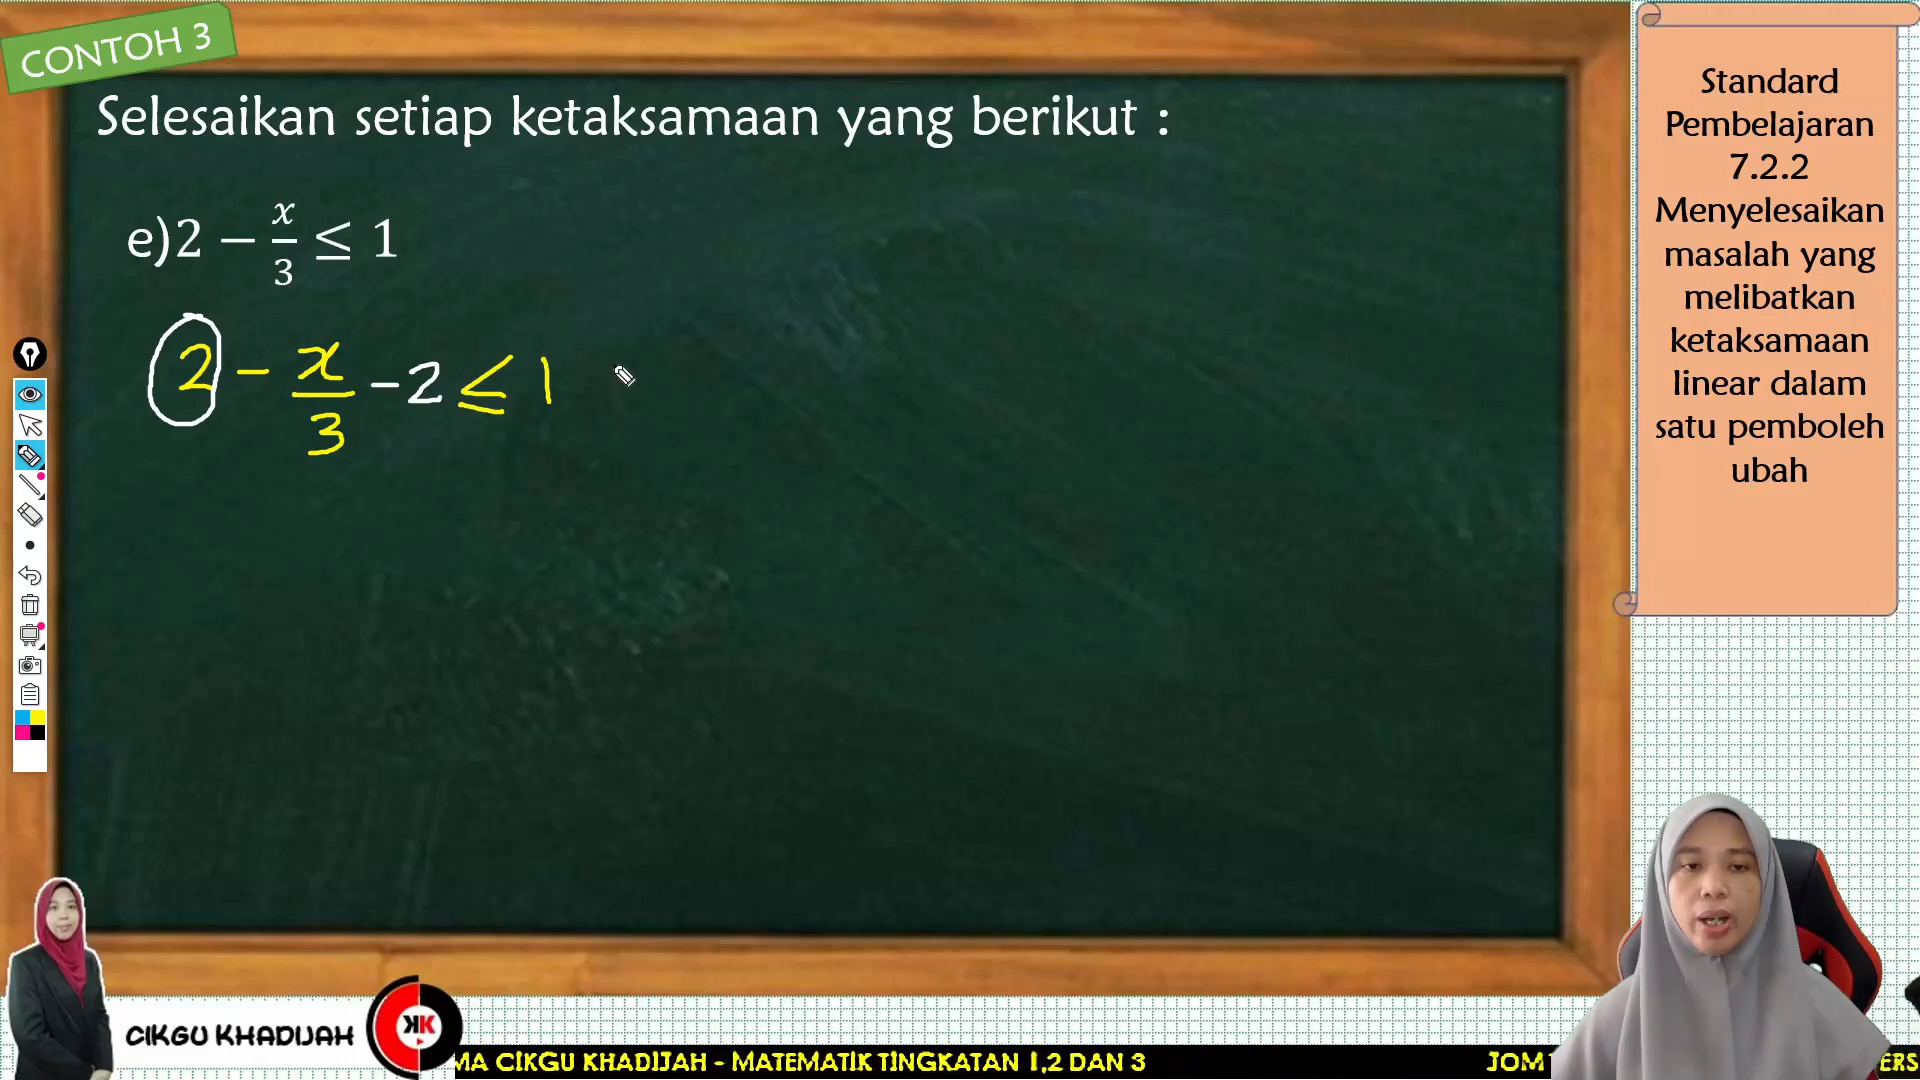 CONTOH 3
Selesaikan setiap ketaksamaan yang berikut :
e) 2 − x/3 ≤ 1
2 − x/3 − 2 ≤ 1
Standard
Pembelajaran
7.2.2
Menyelesaikan
masalah yang
melibatkan
ketaksamaan
linear dalam
satu pemboleh
ubah
CIKGU KHADIJAH
KK
MA CIKGU KHADIJAH - MATEMATIK TINGKATAN 1,2 DAN 3
JOM
ERS